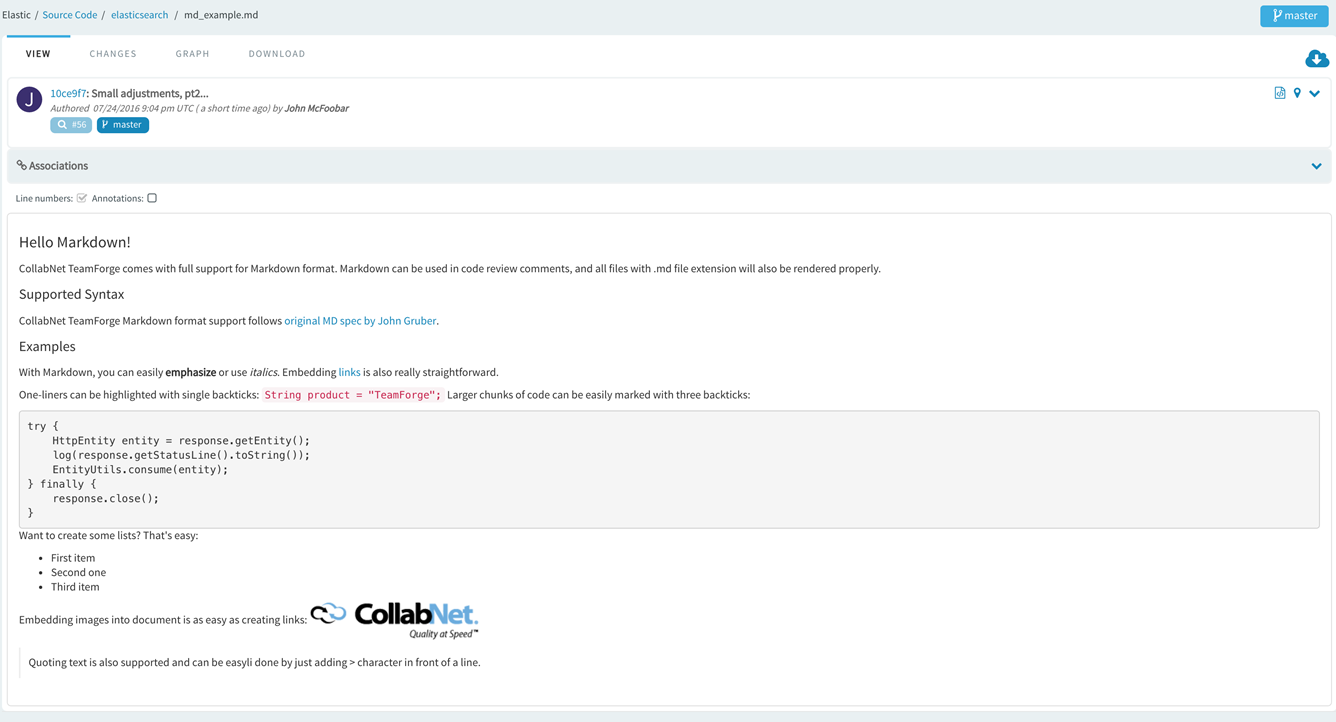 Elastic / Source Code / elasticsearch / md_example.md
master
VIEW CHANGES GRAPH DOWNLOAD
J
10ce9f7: Small adjustments, pt2...
Authored 07/24/2016 9:04 pm UTC ( a short time ago) by John McFoobar
#56 master
Associations
Line numbers: Annotations:
Hello Markdown!
CollabNet TeamForge comes with full support for Markdown format. Markdown can be used in code review comments, and all files with .md file extension will also be rendered properly.
Supported Syntax
CollabNet TeamForge Markdown format support follows original MD spec by John Gruber.
Examples
With Markdown, you can easily emphasize or use italics. Embedding links is also really straightforward.
One-liners can be highlighted with single backticks: String product = "TeamForge"; Larger chunks of code can be easily marked with three backticks:
try {
    HttpEntity entity = response.getEntity();
    log(response.getStatusLine().toString());
    EntityUtils.consume(entity);
} finally {
    response.close();
}
Want to create some lists? That's easy:
• First item
• Second one
• Third item
Embedding images into document is as easy as creating links: CollabNet.
Quality at Speed™
Quoting text is also supported and can be easyli done by just adding > character in front of a line.